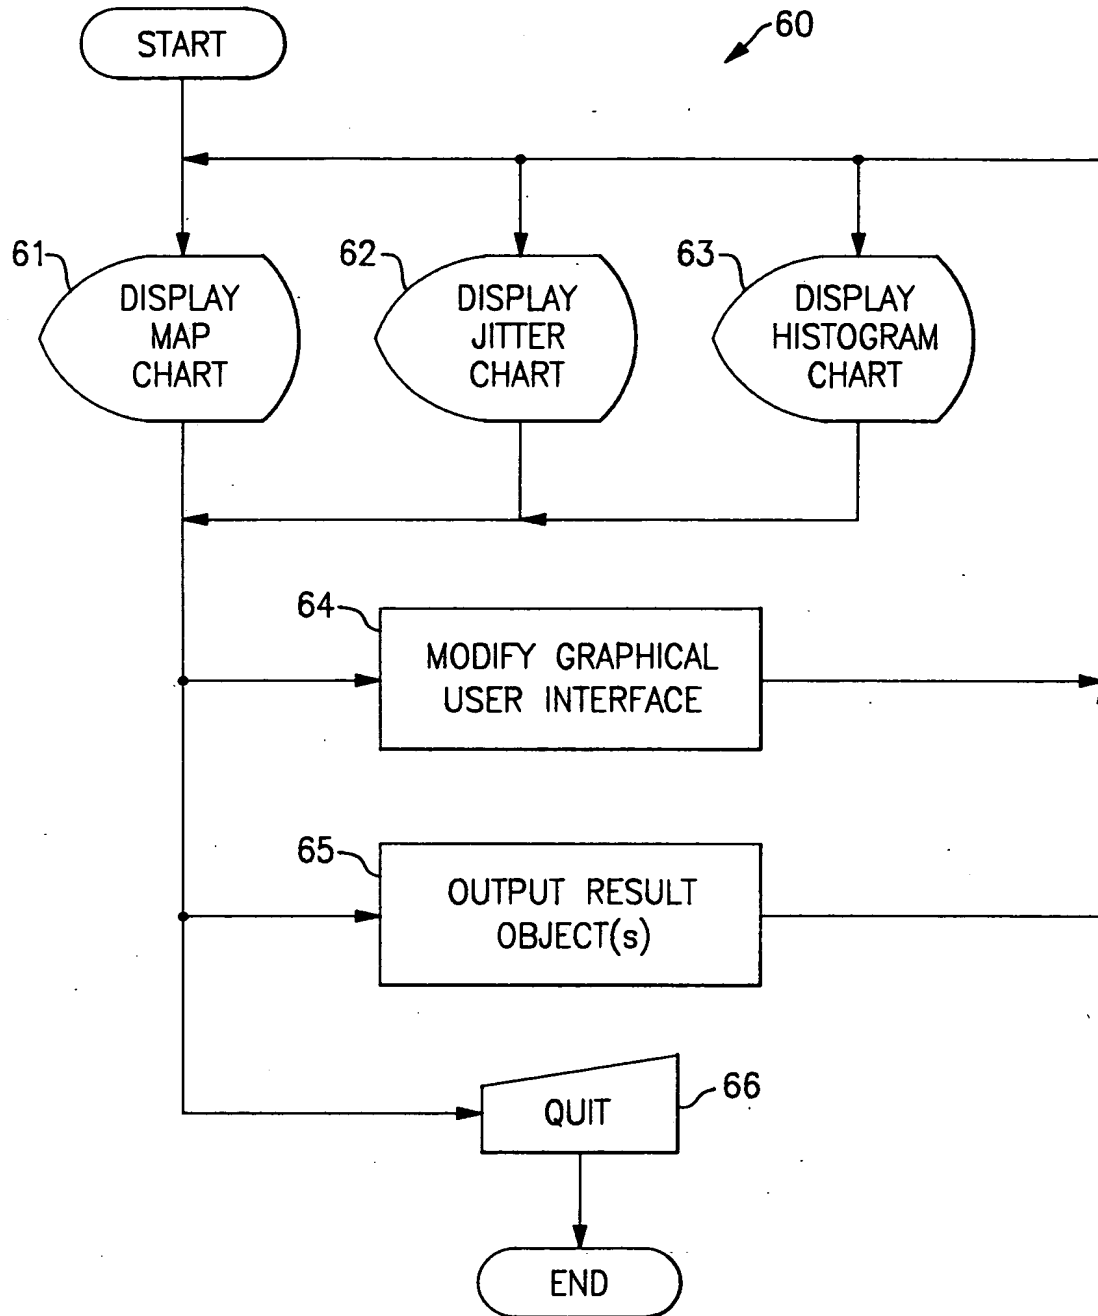 START
60
61
DISPLAY
MAP
CHART
62
DISPLAY
JITTER
CHART
63
DISPLAY
HISTOGRAM
CHART
64
MODIFY GRAPHICAL
USER INTERFACE
65
OUTPUT RESULT
OBJECT(s)
QUIT
66
END